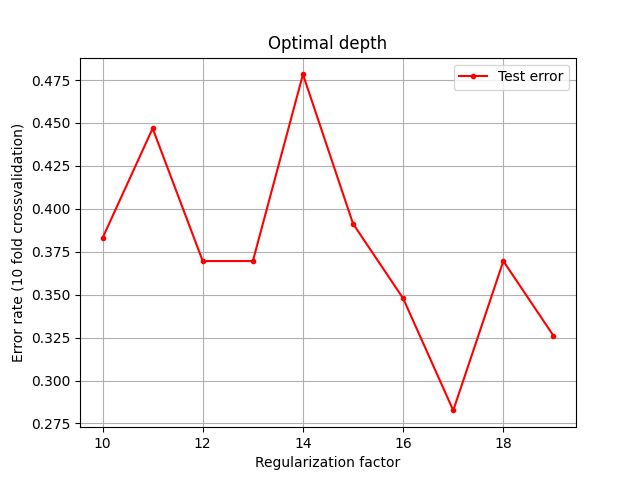 Optimal depth
Test error
0.475
0.450
0.425
0.400
0.375
0.350
0.325
0.300
0.275
Error rate (10 fold crossvalidation)
10 12 14 16 18
Regularization factor